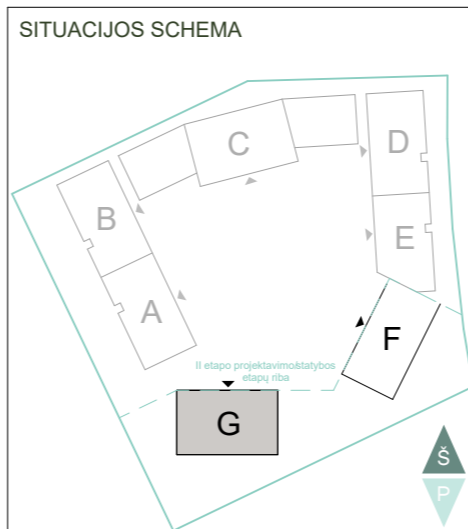 SITUACIJOS SCHEMA
C
D
B
E
A
F
II etapo projektavimo/statybos
etapų riba
G
Š
P